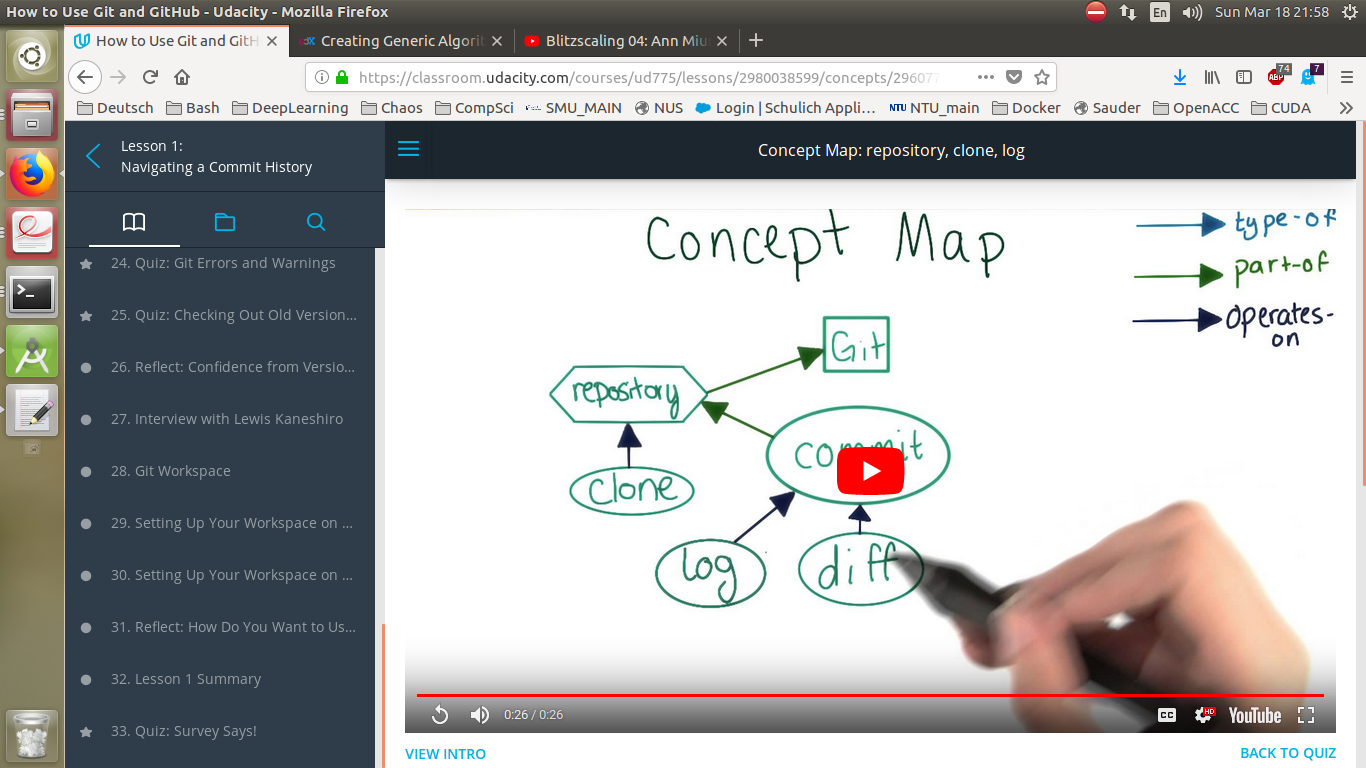 How to Use Git and GitHub - Udacity - Mozilla Firefox
En
Sun Mar 18 21:58
How to Use Git and GitH
Creating Generic Algorit
Blitzscaling 04: Ann Miu
https://classroom.udacity.com/courses/ud775/lessons/2980038599/concepts/296077
74
ABP
7
Deutsch
Bash
DeepLearning
Chaos
CompSci
SMU_MAIN
NUS
Login | Schulich Appli...
NTU
NTU_main
Docker
Sauder
OpenACC
CUDA
Lesson 1:
Navigating a Commit History
24. Quiz: Git Errors and Warnings
25. Quiz: Checking Out Old Version...
26. Reflect: Confidence from Versio...
27. Interview with Lewis Kaneshiro
28. Git Workspace
29. Setting Up Your Workspace on ...
30. Setting Up Your Workspace on ...
31. Reflect: How Do You Want to Us...
32. Lesson 1 Summary
33. Quiz: Survey Says!
Concept Map: repository, clone, log
Concept Map
type-of
part-of
operates-
on
Git
repository
commit
clone
log
diff
0:26 / 0:26
CC
HD
YouTube
VIEW INTRO
BACK TO QUIZ